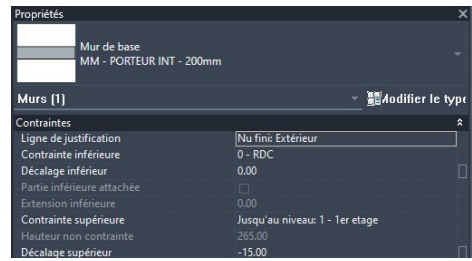 Propriétés
Mur de base
MM - PORTEUR INT - 200mm
Murs (1)
Modifier le type
Contraintes
Ligne de justification Nu fini: Extérieur
Contrainte inférieure 0 - RDC
Décalage inférieur 0.00
Partie inférieure attachée
Extension inférieure 0.00
Contrainte supérieure Jusqu'au niveau: 1 - 1er etage
Hauteur non contrainte 265.00
Décalage supérieur -15.00